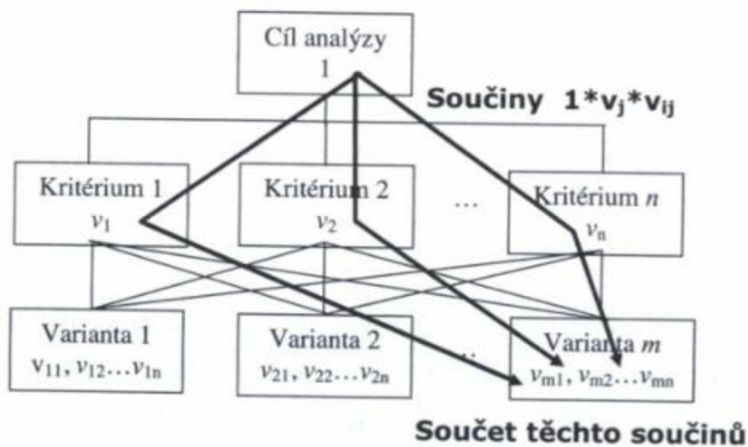 Cíl analýzy
1
Součiny 1*vj*vij
Kritérium 1
v1
Kritérium 2
v2
...
Kritérium n
vn
Varianta 1
v11, v12...v1n
Varianta 2
v21, v22...v2n
...
Varianta m
vm1, vm2...vmn
Součet těchto součinů